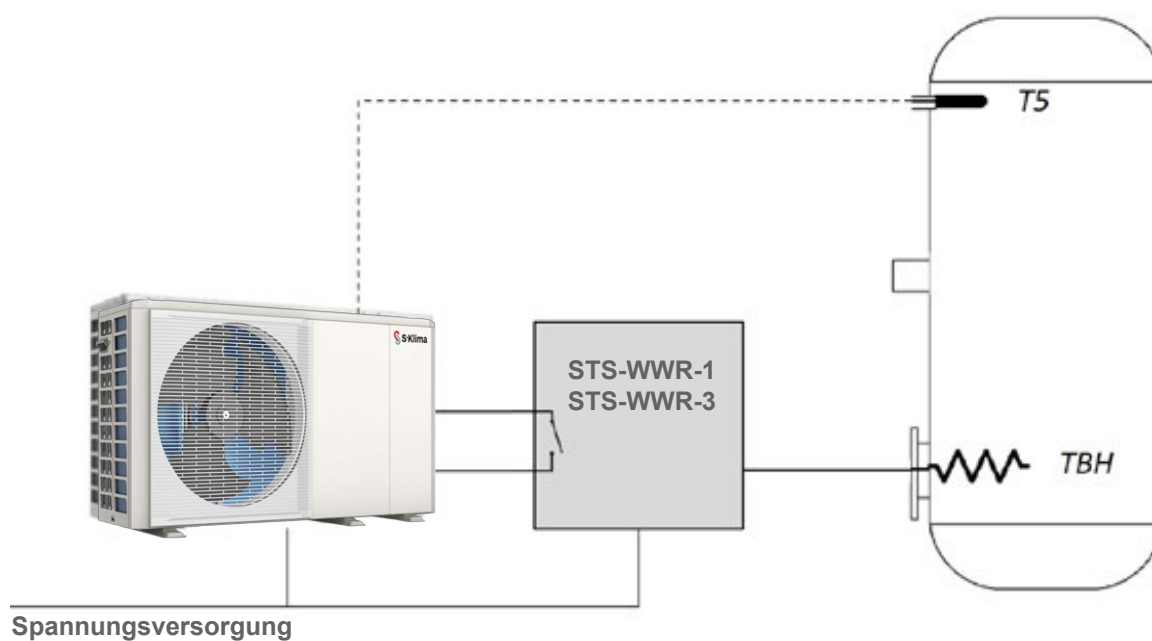 T5
S-Klima
STS-WWR-1
STS-WWR-3
TBH
Spannungsversorgung